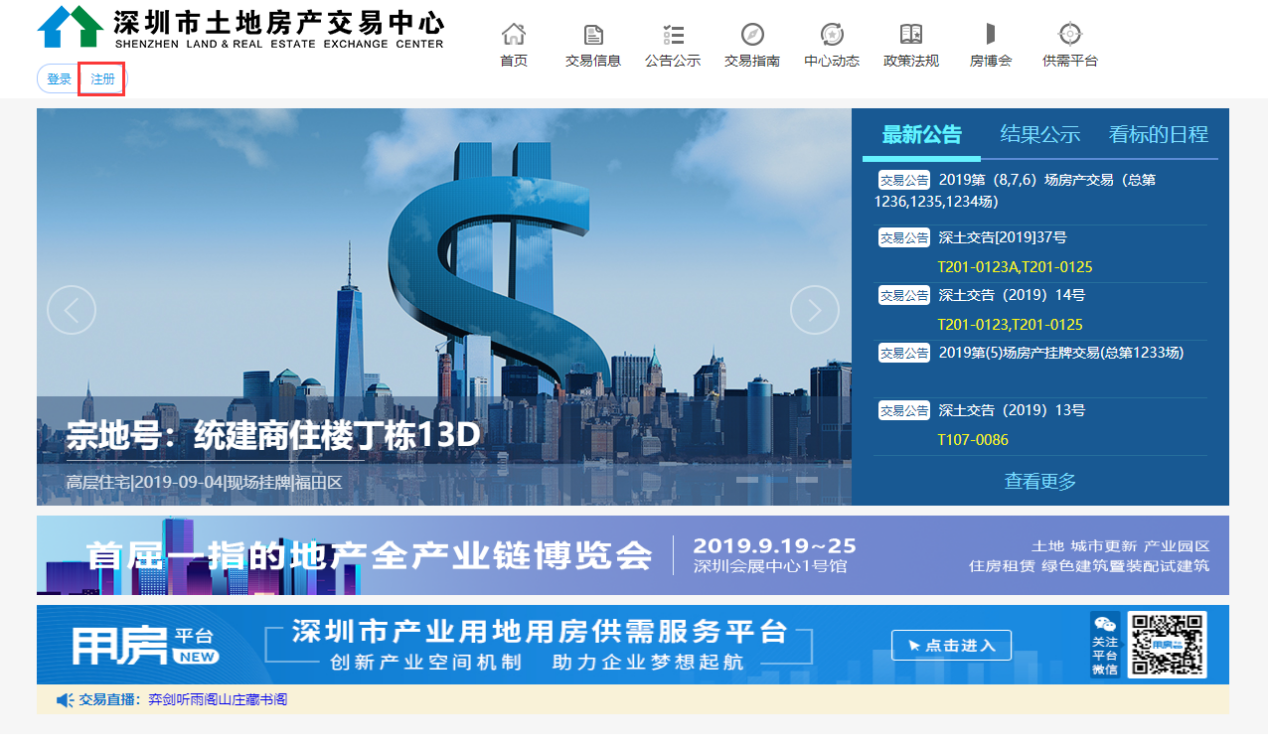 深圳市土地房产交易中心
SHENZHEN LAND & REAL ESTATE EXCHANGE CENTER
登录 注册
首页 交易信息 公告公示 交易指南 中心动态 政策法规 房博会 供需平台
宗地号：统建商住楼丁栋13D
高层住宅|2019-09-04|现场挂牌|福田区
最新公告 结果公示 看标的日程
交易公告 2019第（8,7,6）场房产交易（总第
1236,1235,1234场）
交易公告 深土交告[2019]37号
T201-0123A,T201-0125
交易公告 深土交告（2019）14号
T201-0123,T201-0125
交易公告 2019第(5)场房产挂牌交易(总第1233场)
交易公告 深土交告（2019）13号
T107-0086
查看更多
首屈一指的地产全产业链博览会
2019.9.19~25
深圳会展中心1号馆
土地 城市更新 产业园区
住房租赁 绿色建筑暨装配试建筑
用房平台
NEW
深圳市产业用地用房供需服务平台
创新产业空间机制 助力企业梦想起航
点击进入
关注
平台
微信
交易直播：弈剑听雨阁山庄藏书阁